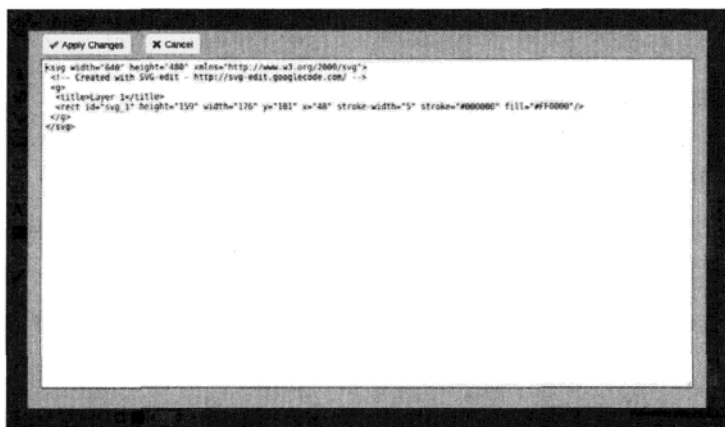 Apply Changes
Cancel
<svg width="640" height="480" xmlns="http://www.w3.org/2000/svg">
<!-- Created with SVG-edit - http://svg-edit.googlecode.com/ -->
<g>
<title>Layer 1</title>
<rect id="svg_1" height="159" width="176" y="101" x="48" stroke-width="5" stroke="#000000" fill="#FF0000"/>
</g>
</svg>